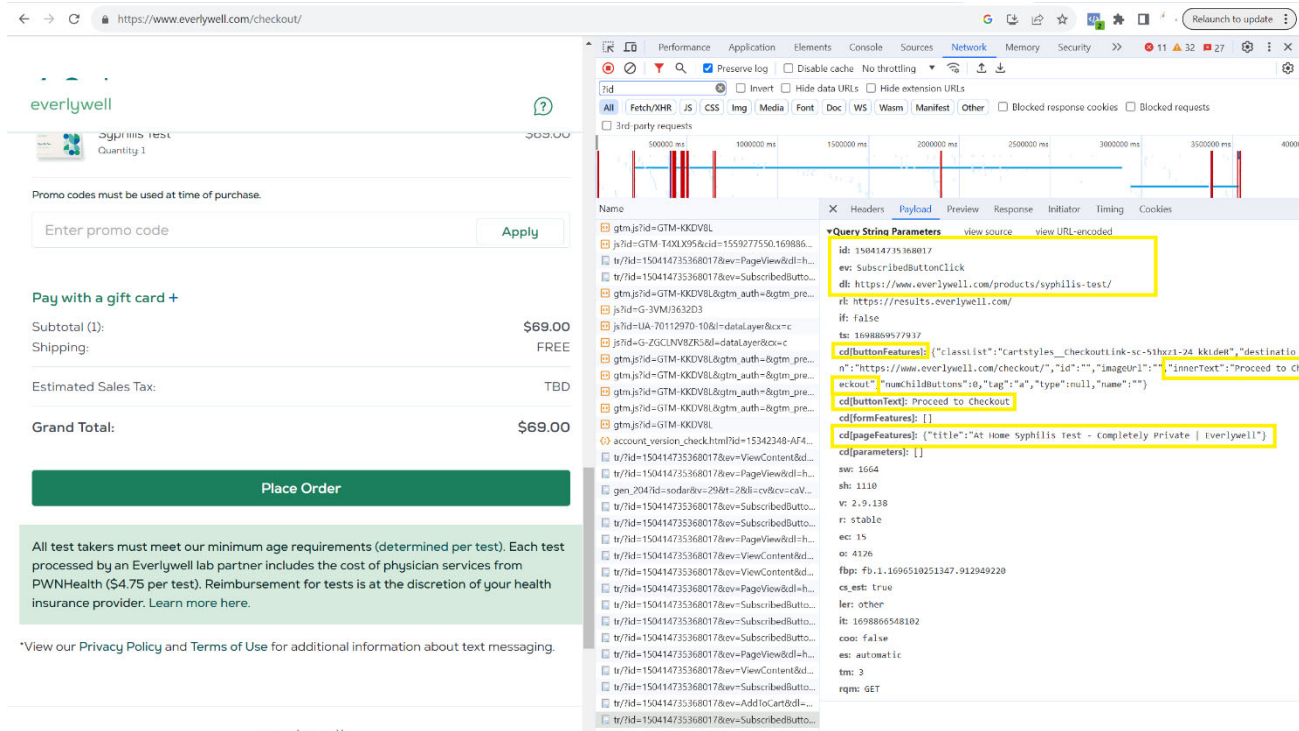 https://www.everlywell.com/checkout/
Relaunch to update
everlywell
Syphilis Test
$69.00
Quantity: 1
Promo codes must be used at time of purchase.
Enter promo code
Apply
Pay with a gift card +
Subtotal (1):
$69.00
Shipping:
FREE
Estimated Sales Tax:
TBD
Grand Total:
$69.00
Place Order
All test takers must meet our minimum age requirements (determined per test). Each test
processed by an Everlywell lab partner includes the cost of physician services from
PWNHealth ($4.75 per test). Reimbursement for tests is at the discretion of your health
insurance provider. Learn more here.
*View our Privacy Policy and Terms of Use for additional information about text messaging.
Performance Application Elements Console Sources Network Memory Security >> 11 32 27
Preserve log Disable cache No throttling
?id
Invert Hide data URLs Hide extension URLs
All Fetch/XHR JS CSS Img Media Font Doc WS Wasm Manifest Other Blocked response cookies Blocked requests
3rd-party requests
500000 ms 1000000 ms 1500000 ms 2000000 ms 2500000 ms 3000000 ms 3500000 ms 40000
Name
gtm.js?id=GTM-KKDV8L
js?id=GTM-T4XLX95&cid=1559277550.169886...
tr/?id=150414735368017&ev=PageView&dl=h...
tr/?id=150414735368017&ev=SubscribedButto...
gtm.js?id=GTM-KKDV8L&gtm_auth=&gtm_pre...
js?id=G-3VMJ3632D3
js?id=UA-70112970-10&l=dataLayer&cx=c
js?id=G-ZGCLNV8ZR5&l=dataLayer&cx=c
gtm.js?id=GTM-KKDV8L&gtm_auth=&gtm_pre...
gtm.js?id=GTM-KKDV8L&gtm_auth=&gtm_pre...
gtm.js?id=GTM-KKDV8L&gtm_auth=&gtm_pre...
gtm.js?id=GTM-KKDV8L&gtm_auth=&gtm_pre...
gtm.js?id=GTM-KKDV8L
account_version_check.html?id=15342348-AF4...
tr/?id=150414735368017&ev=ViewContent&d...
tr/?id=150414735368017&ev=PageView&dl=h...
gen_204?id=sodar&v=29&t=2&li=cv&cv=caV...
tr/?id=150414735368017&ev=SubscribedButto...
tr/?id=150414735368017&ev=SubscribedButto...
tr/?id=150414735368017&ev=PageView&dl=h...
tr/?id=150414735368017&ev=ViewContent&d...
tr/?id=150414735368017&ev=ViewContent&d...
tr/?id=150414735368017&ev=PageView&dl=h...
tr/?id=150414735368017&ev=SubscribedButto...
tr/?id=150414735368017&ev=SubscribedButto...
tr/?id=150414735368017&ev=SubscribedButto...
tr/?id=150414735368017&ev=SubscribedButto...
tr/?id=150414735368017&ev=PageView&dl=h...
tr/?id=150414735368017&ev=ViewContent&d...
tr/?id=150414735368017&ev=SubscribedButto...
tr/?id=150414735368017&ev=AddToCart&dl=...
tr/?id=150414735368017&ev=SubscribedButto...
Headers Payload Preview Response Initiator Timing Cookies
Query String Parameters view source view URL-encoded
id: 150414735368017
ev: SubscribedButtonClick
dl: https://www.everlywell.com/products/syphilis-test/
rl: https://results.everlywell.com/
if: false
ts: 1698869577937
cd[buttonFeatures]: {"classList":"Cartstyles__CheckoutLink-sc-51hxz1-24 kkLdeR","destinatio
n":"https://www.everlywell.com/checkout/","id":"","imageUrl":"","innerText":"Proceed to Ch
eckout","numChildButtons":0,"tag":"a","type":null,"name":""}
cd[buttonText]: Proceed to Checkout
cd[formFeatures]: []
cd[pageFeatures]: {"title":"At Home Syphilis Test - Completely Private | Everlywell"}
cd[parameters]: []
sw: 1664
sh: 1110
v: 2.9.138
r: stable
ec: 15
o: 4126
fbp: fb.1.1696510251347.912949220
cs_est: true
ler: other
it: 1698866548102
coo: false
es: automatic
tm: 3
rqm: GET